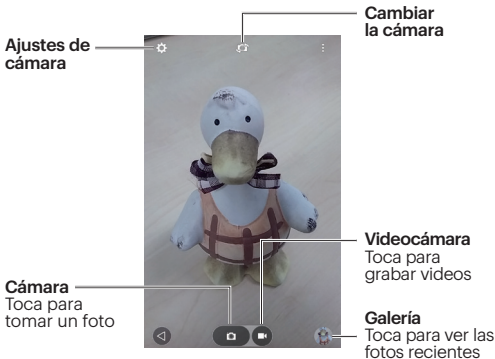 Cambiar
la cámara
Ajustes de
cámara
Videocámara
Toca para
grabar videos
Cámara
Toca para
tomar un foto
Galería
Toca para ver las
fotos recientes